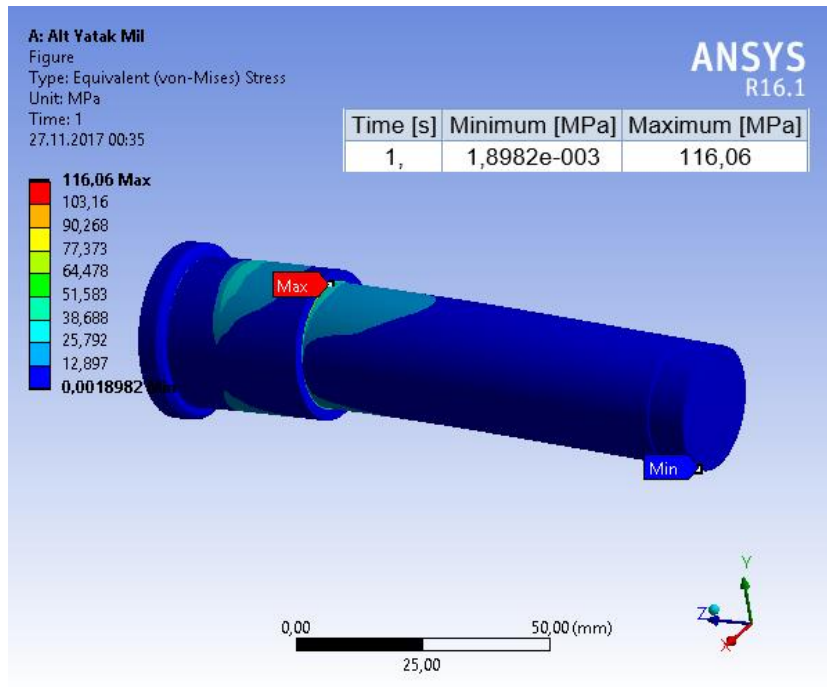 A: Alt Yatak Mil
Figure
Type: Equivalent (von-Mises) Stress
Unit: MPa
Time: 1
27.11.2017 00:35
ANSYS
R16.1
Time [s] Minimum [MPa] Maximum [MPa]
1, 1,8982e-003 116,06
116,06 Max
103,16
90,268
77,373
64,478
51,583
38,688
25,792
12,897
0,0018982
Max
Min
0,00 50,00 (mm)
25,00
Y
Z
X